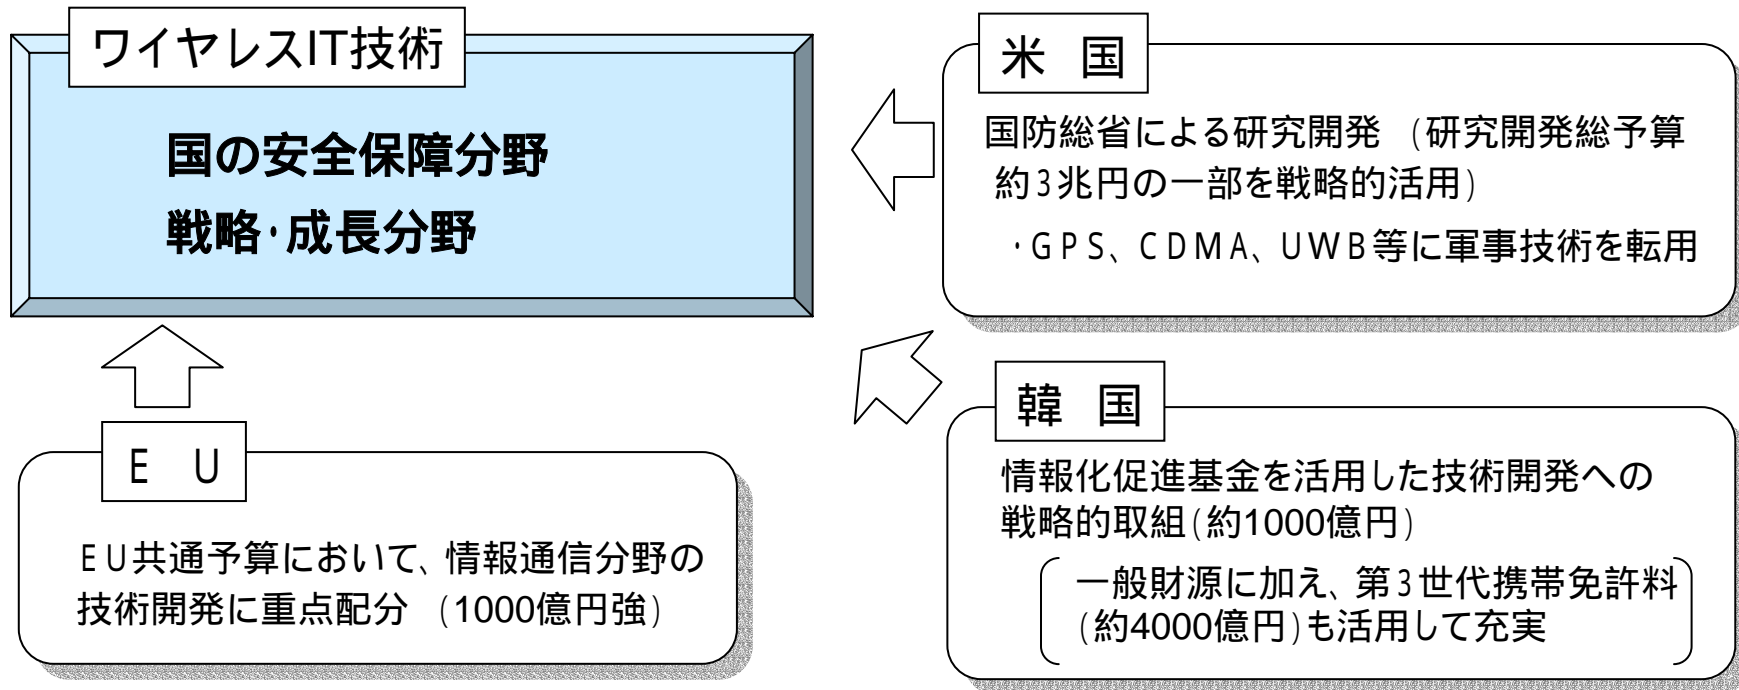 ワイヤレスIT技術
国の安全保障分野
戦略・成長分野
米 国
国防総省による研究開発 (研究開発総予算
約3兆円の一部を戦略的活用)
・GPS、CDMA、UWB等に軍事技術を転用
韓 国
情報化促進基金を活用した技術開発への
戦略的取組(約1000億円)
一般財源に加え、第3世代携帯免許料
(約4000億円)も活用して充実
E U
EU共通予算において、情報通信分野の
技術開発に重点配分 (1000億円強)